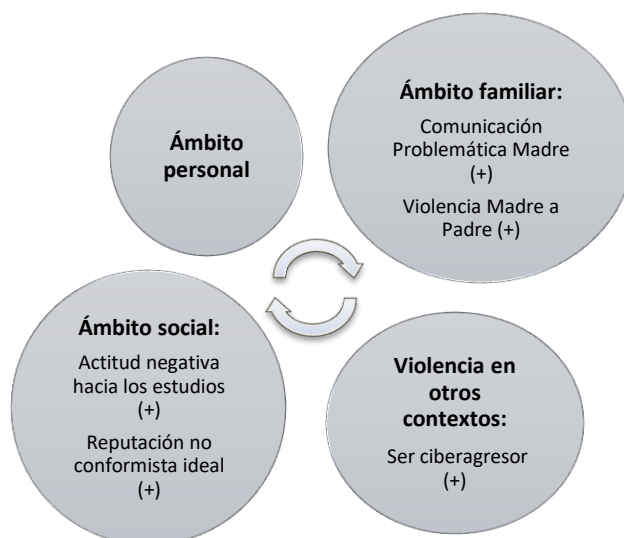 Ámbito
personal
Ámbito familiar:
Comunicación
Problemática Madre
(+)
Violencia Madre a
Padre (+)
Ámbito social:
Actitud negativa
hacia los estudios
(+)
Reputación no
conformista ideal
(+)
Violencia en
otros
contextos:
Ser ciberagresor
(+)